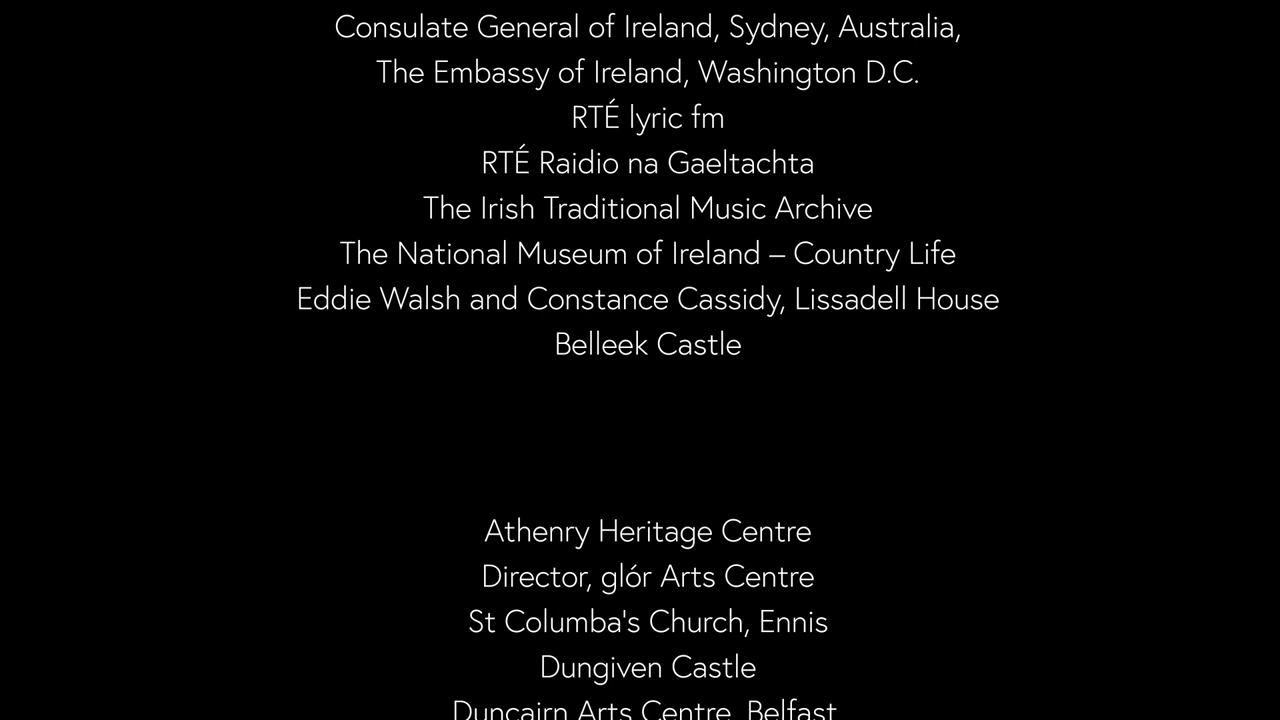 Consulate General of Ireland, Sydney, Australia,
The Embassy of Ireland, Washington D.C.
RTÉ lyric fm
RTÉ Raidio na Gaeltachta
The Irish Traditional Music Archive
The National Museum of Ireland – Country Life
Eddie Walsh and Constance Cassidy, Lissadell House
Belleek Castle
Athenry Heritage Centre
Director, glór Arts Centre
St Columba's Church, Ennis
Dungiven Castle
Duncairn Arts Centre, Belfast